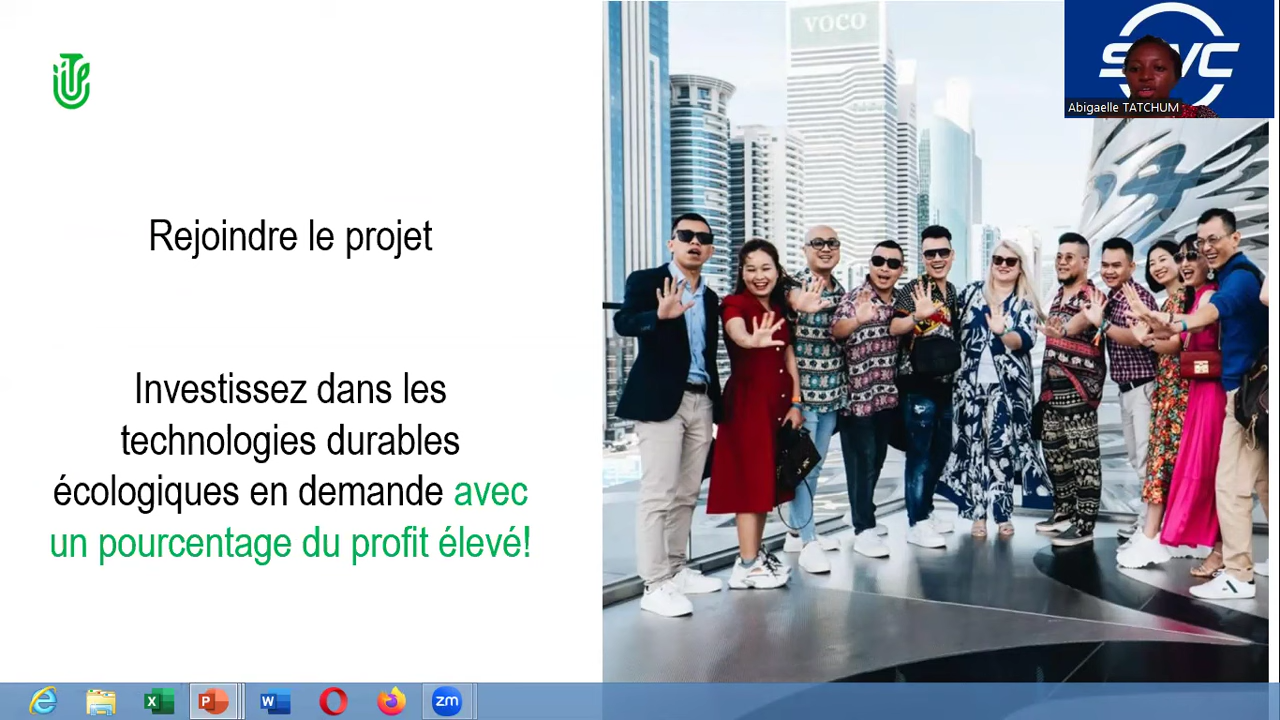 VOCO
Abigaelle TATCHUM
Rejoindre le projet
Investissez dans les
technologies durables
écologiques en demande avec
un pourcentage du profit élevé!
zm